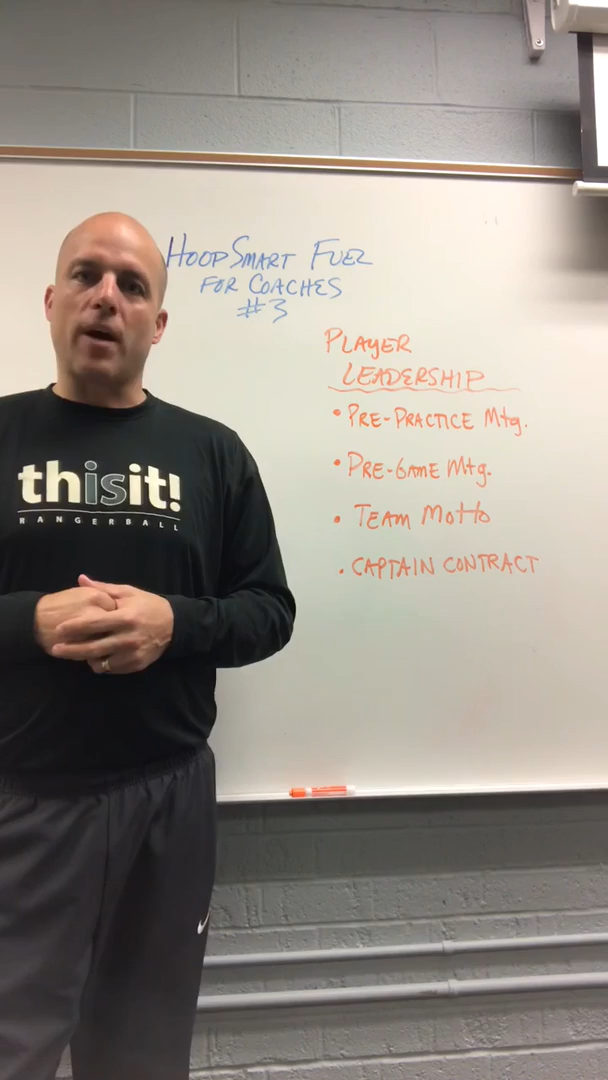 HOOPSMART FUEL
FOR COACHES
#3
PLAYER
LEADERSHIP
• PRE-PRACTICE Mtg.
• PRE-GAME Mtg.
• TEAM MOTTO
• CAPTAIN CONTRACT
thisit!
RANGERBALL